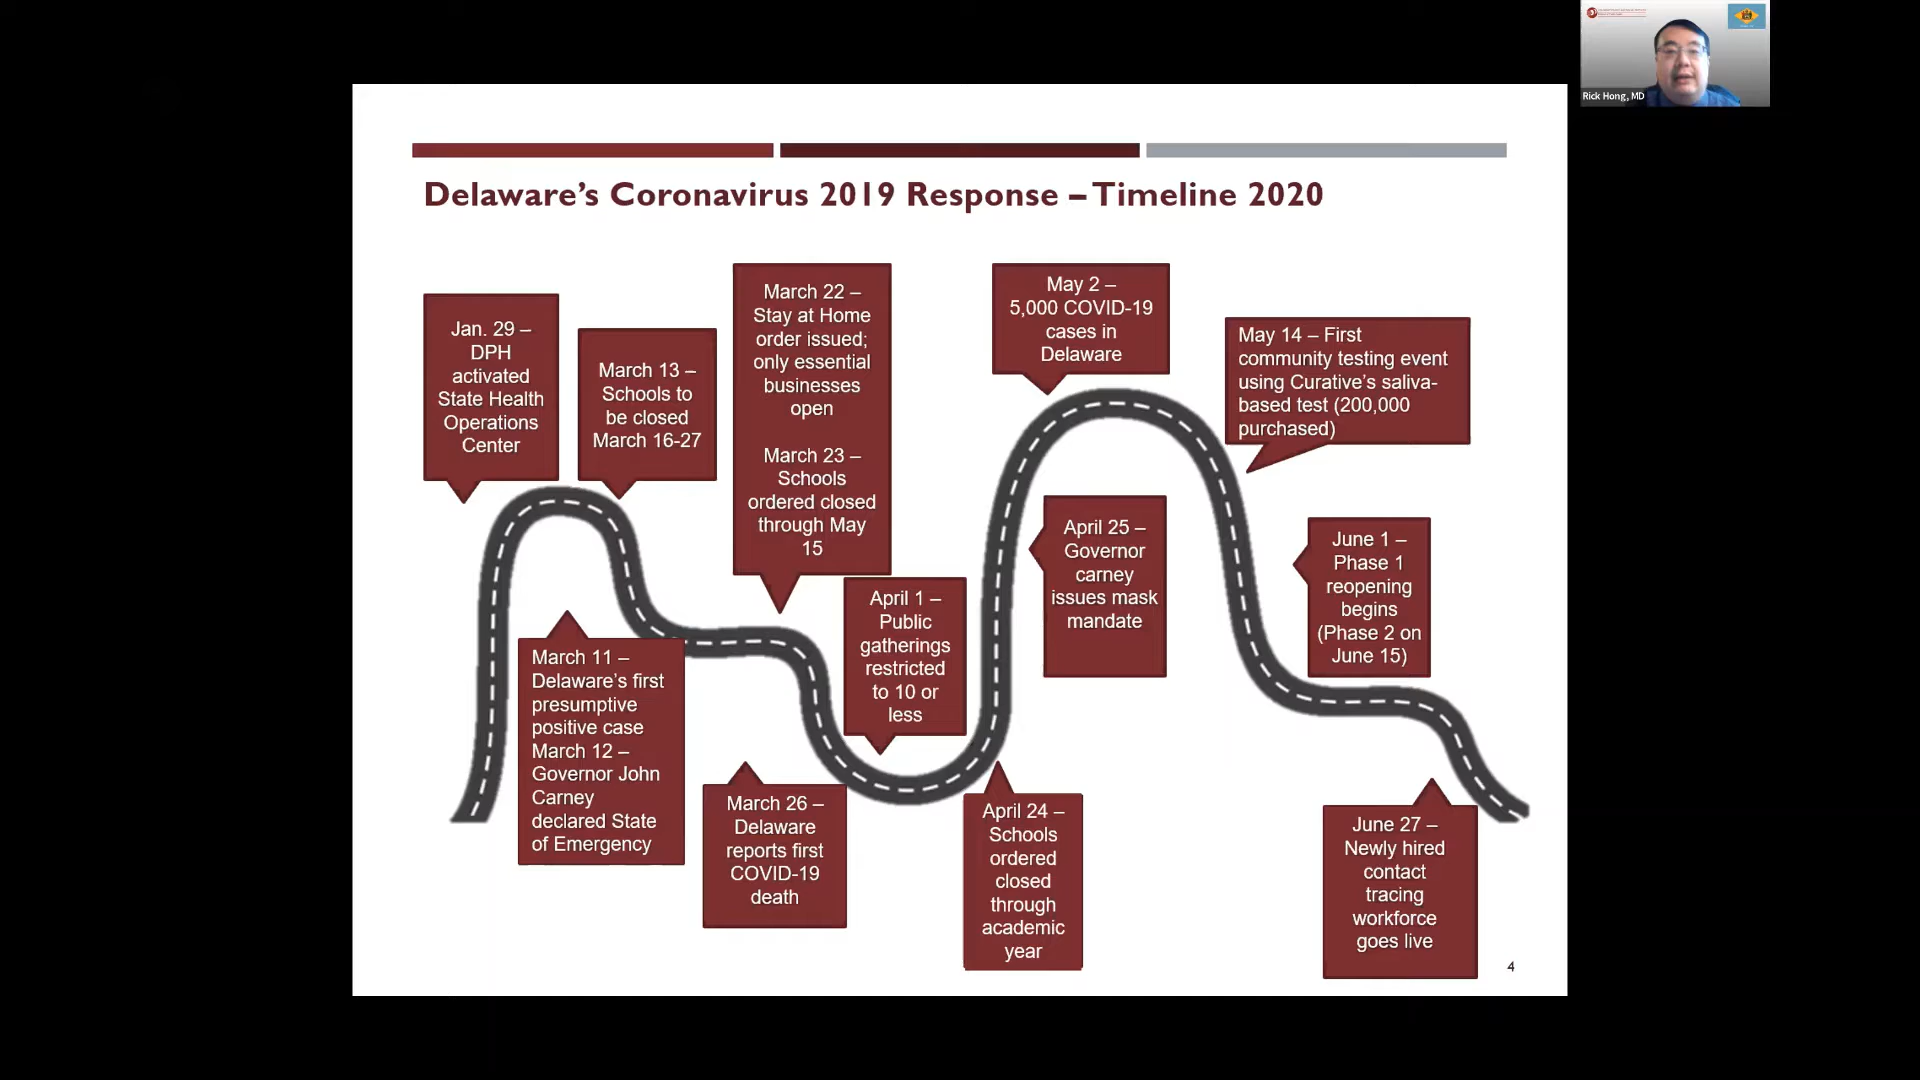 Rick Hong, MD
Delaware's Coronavirus 2019 Response – Timeline 2020
Jan. 29 –
DPH
activated
State Health
Operations
Center
March 11 –
Delaware's first
presumptive
positive case
March 12 –
Governor John
Carney
declared State
of Emergency
March 13 –
Schools to
be closed
March 16-27
March 22 –
Stay at Home
order issued;
only essential
businesses
open
March 23 –
Schools
ordered closed
through May
15
March 26 –
Delaware
reports first
COVID-19
death
April 1 –
Public
gatherings
restricted
to 10 or
less
April 24 –
Schools
ordered
closed
through
academic
year
April 25 –
Governor
carney
issues mask
mandate
May 2 –
5,000 COVID-19
cases in
Delaware
May 14 – First
community testing event
using Curative's saliva-
based test (200,000
purchased)
June 1 –
Phase 1
reopening
begins
(Phase 2 on
June 15)
June 27 –
Newly hired
contact
tracing
workforce
goes live
4